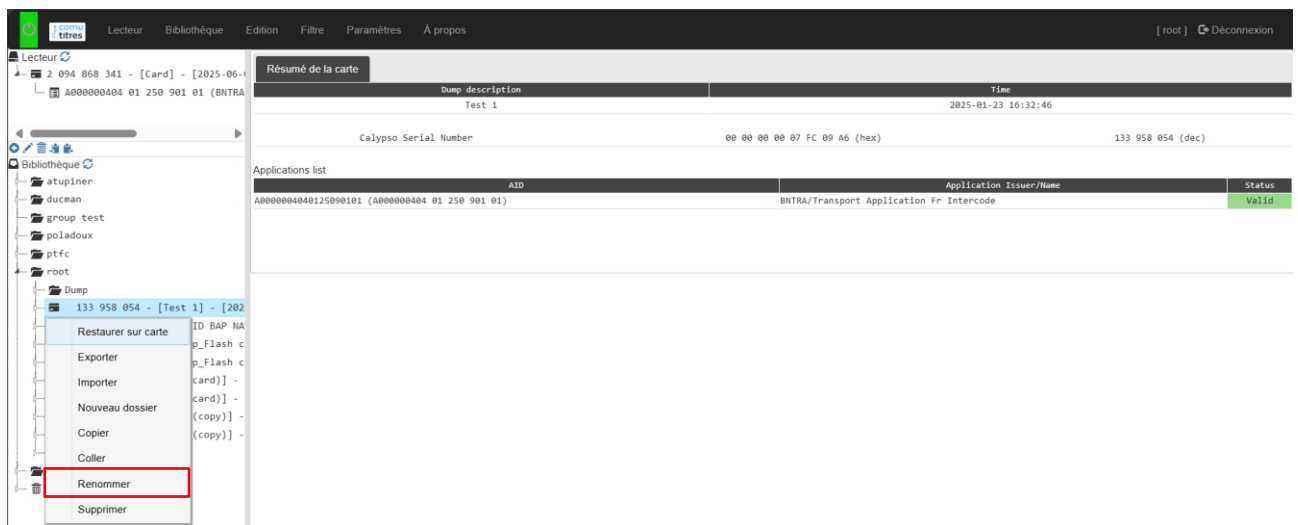 comu
titres
Lecteur Bibliothèque Edition Filtre Paramètres À propos [ root ] Déconnexion
Lecteur
2 094 868 341 - [Card] - [2025-06-
A000000404 01 250 901 01 (BNTRA
Bibliothèque
atupiner
ducman
group test
poladoux
ptfc
root
Dump
133 958 054 - [Test 1] - [202
ID BAP NA
p_Flash c
p_Flash c
card)] -
card)] -
(copy)] -
(copy)] -
Restaurer sur carte
Exporter
Importer
Nouveau dossier
Copier
Coller
Renommer
Supprimer
Résumé de la carte
Dump description Time
Test 1 2025-01-23 16:32:46
Calypso Serial Number 00 00 00 00 07 FC 09 A6 (hex) 133 958 054 (dec)
Applications list
AID Application Issuer/Name Status
A0000004040125090101 (A000000404 01 250 901 01) BNTRA/Transport Application Fr Intercode Valid